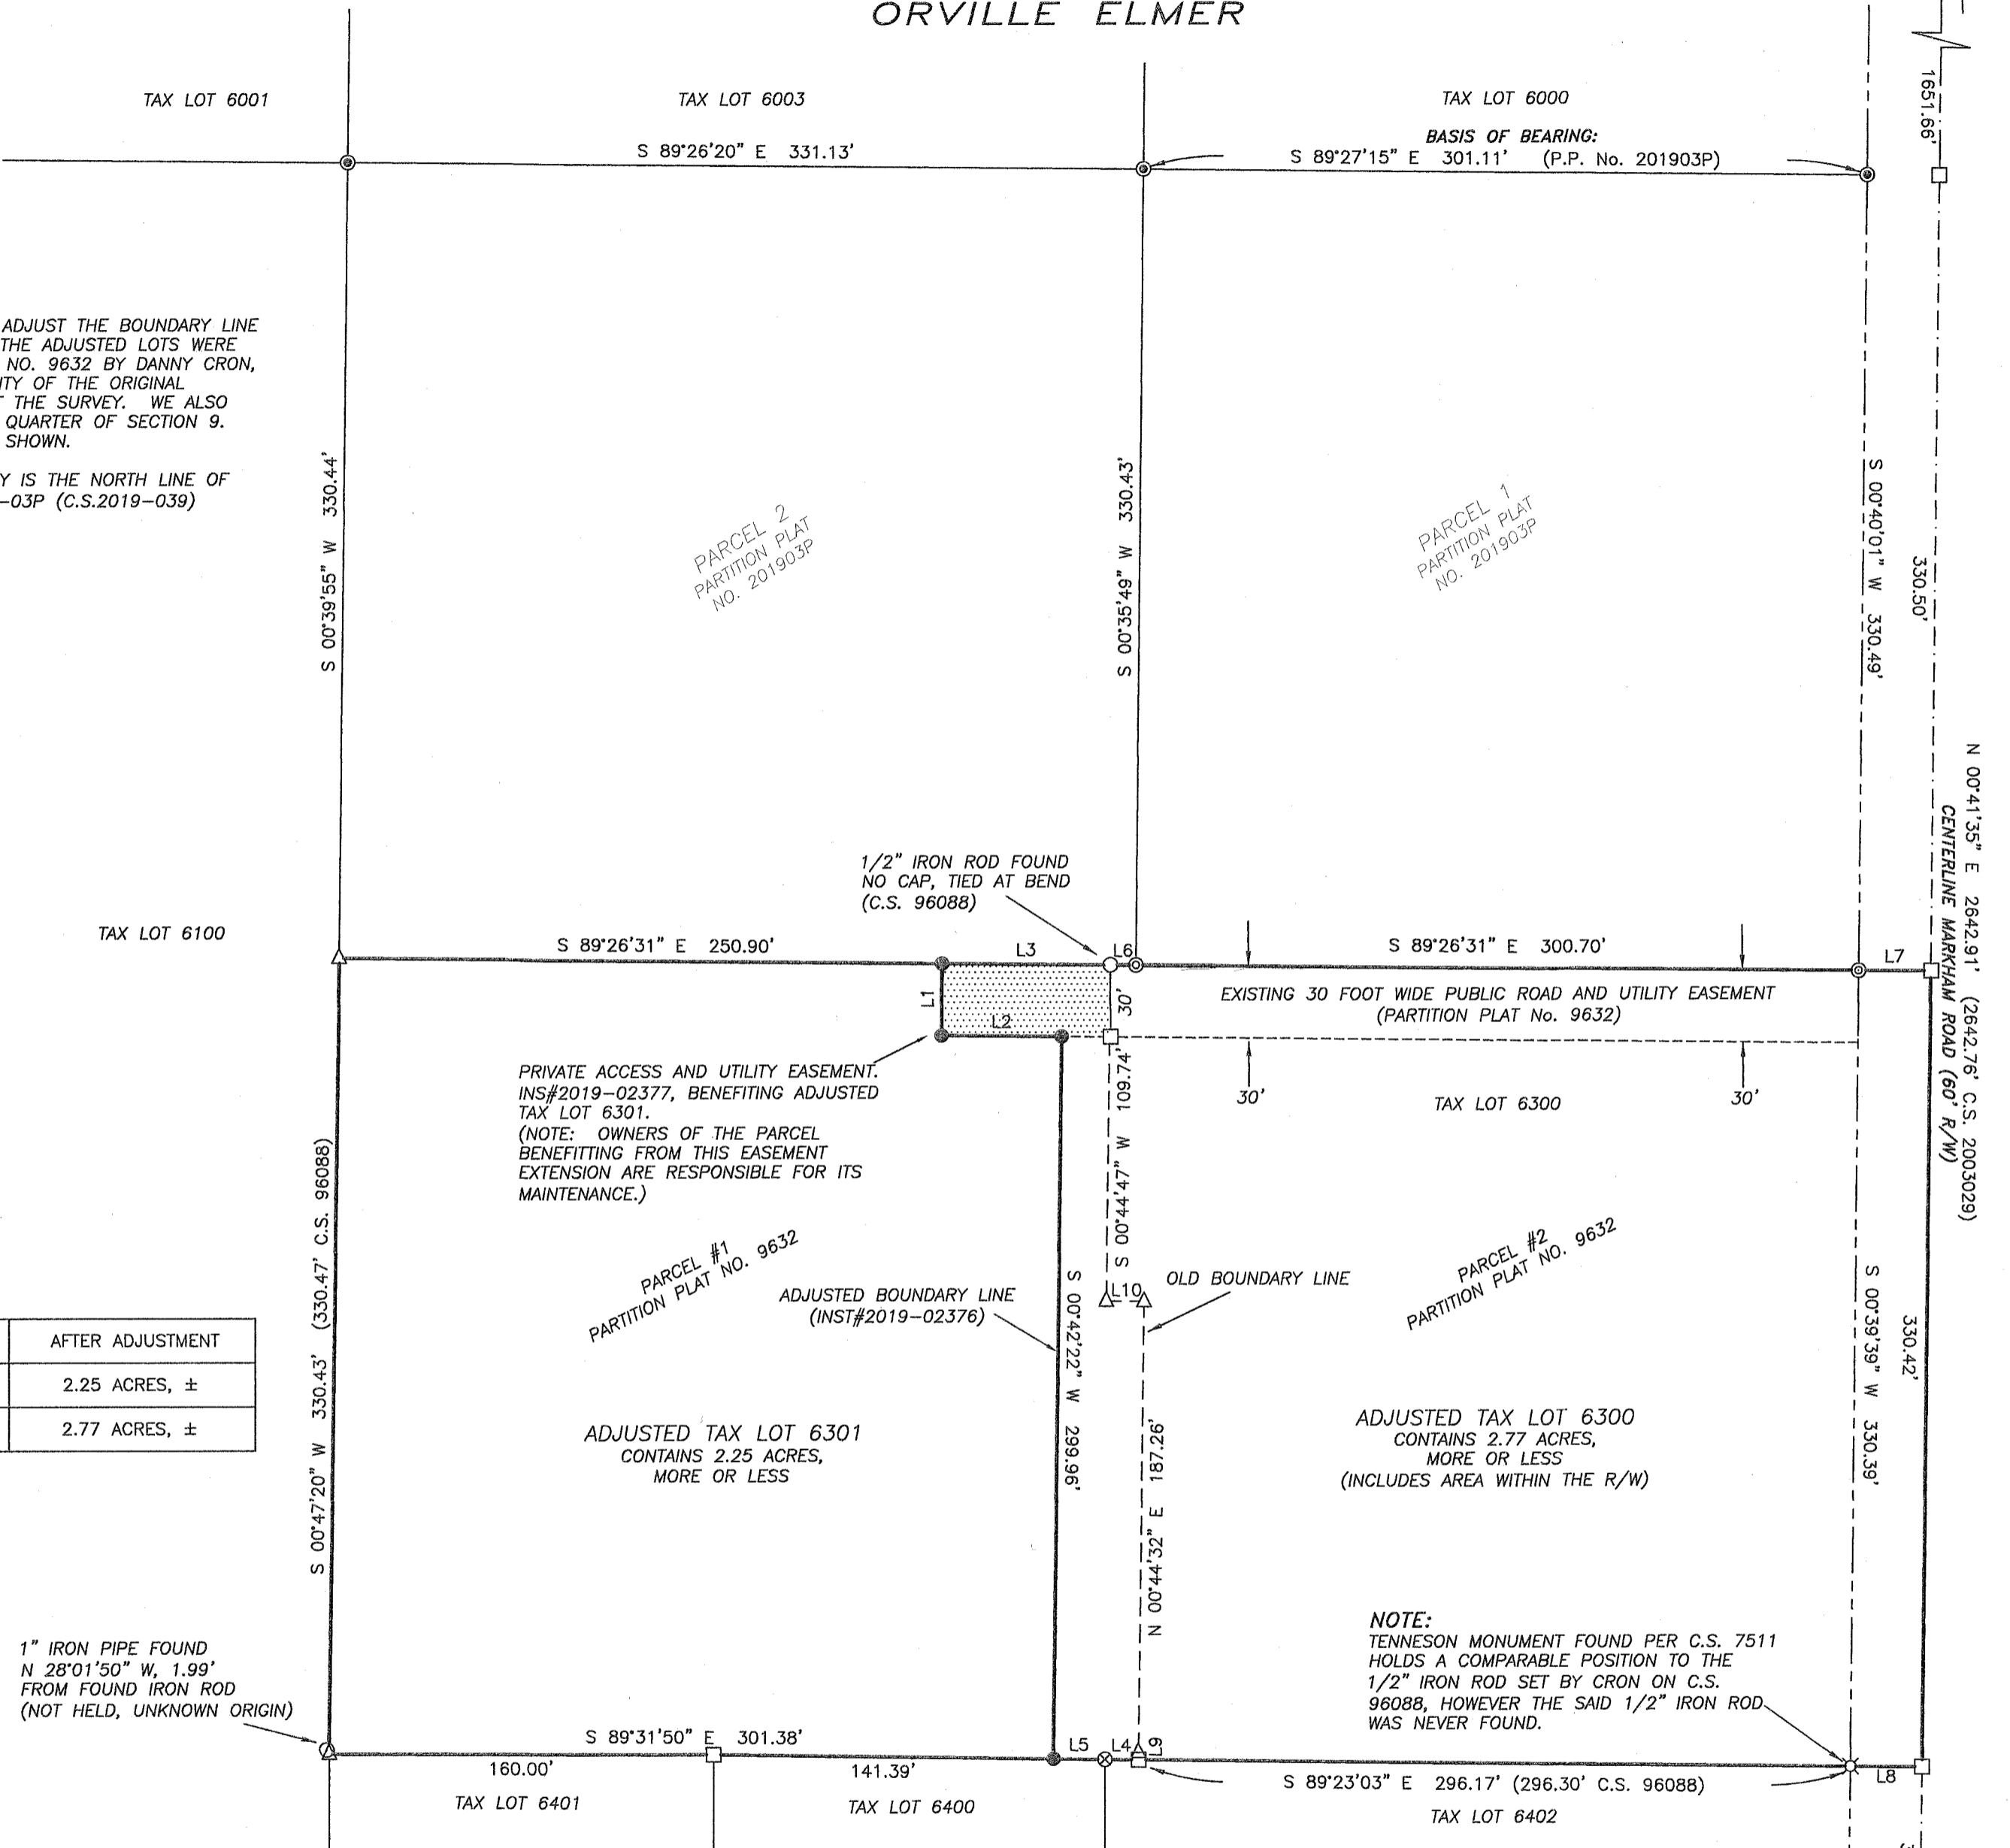 ORVILLE ELMER
TAX LOT 6001
TAX LOT 6003
TAX LOT 6000
BASIS OF BEARING:
S 89°26'20" E 331.13'
S 89°27'15" E 301.11' (P.P. No. 201903P)
1651.66'
ADJUST THE BOUNDARY LINE
THE ADJUSTED LOTS WERE
NO. 9632 BY DANNY CRON,
ITY OF THE ORIGINAL
THE SURVEY. WE ALSO
QUARTER OF SECTION 9.
SHOWN.
Y IS THE NORTH LINE OF
-03P (C.S.2019-039)
S 00°39'55" W 330.44'
PARCEL 2
PARTITION PLAT
NO. 201903P
S 00°35'49" W 330.43'
PARCEL 1
PARTITION PLAT
NO. 201903P
S 00°40'01" W 330.49'
330.50'
N 00°41'35" E 2642.91' (2642.76' C.S. 2003029)
CENTERLINE MARKHAM ROAD (60' R/W)
1/2" IRON ROD FOUND
NO CAP, TIED AT BEND
(C.S. 96088)
TAX LOT 6100
S 89°26'31" E 250.90'
L3
L6
S 89°26'31" E 300.70'
L7
L1
L2
30'
EXISTING 30 FOOT WIDE PUBLIC ROAD AND UTILITY EASEMENT
(PARTITION PLAT No. 9632)
PRIVATE ACCESS AND UTILITY EASEMENT.
INS#2019-02377, BENEFITING ADJUSTED
TAX LOT 6301.
(NOTE: OWNERS OF THE PARCEL
BENEFITTING FROM THIS EASEMENT
EXTENSION ARE RESPONSIBLE FOR ITS
MAINTENANCE.)
30'
TAX LOT 6300
30'
S 00°44'47" W 109.74'
PARCEL #1
PARTITION PLAT NO. 9632
PARCEL #2
PARTITION PLAT NO. 9632
L10
OLD BOUNDARY LINE
ADJUSTED BOUNDARY LINE
(INST#2019-02376)
S 00°42'22" W 299.96'
AFTER ADJUSTMENT
2.25 ACRES, ±
2.77 ACRES, ±
S 00°47'20" W 330.43' (330.47' C.S. 96088)
ADJUSTED TAX LOT 6301
CONTAINS 2.25 ACRES,
MORE OR LESS
N 00°44'32" E 187.26'
ADJUSTED TAX LOT 6300
CONTAINS 2.77 ACRES,
MORE OR LESS
(INCLUDES AREA WITHIN THE R/W)
S 00°39'39" W 330.39'
330.42'
1" IRON PIPE FOUND
N 28°01'50" W, 1.99'
FROM FOUND IRON ROD
(NOT HELD, UNKNOWN ORIGIN)
NOTE:
TENNESON MONUMENT FOUND PER C.S. 7511
HOLDS A COMPARABLE POSITION TO THE
1/2" IRON ROD SET BY CRON ON C.S.
96088, HOWEVER THE SAID 1/2" IRON ROD
WAS NEVER FOUND.
S 89°31'50" E 301.38'
L5
L4
L9
160.00'
141.39'
S 89°23'03" E 296.17' (296.30' C.S. 96088)
L8
TAX LOT 6401
TAX LOT 6400
TAX LOT 6402